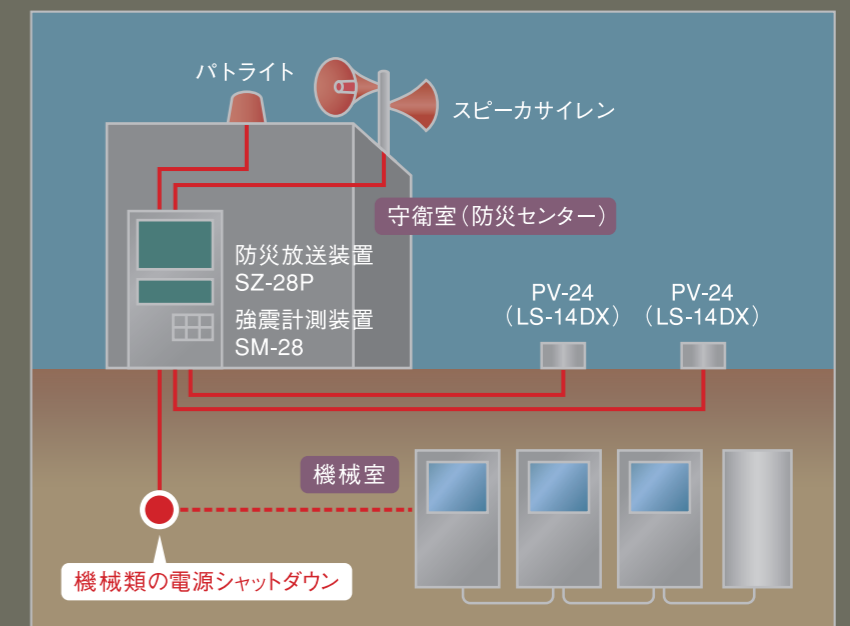 パトライト
スピーカサイレン
守衛室（防災センター）
防災放送装置
SZ-28P
強震計測装置
SM-28
PV-24
（LS-14DX）
PV-24
（LS-14DX）
機械室
機械類の電源シャットダウン